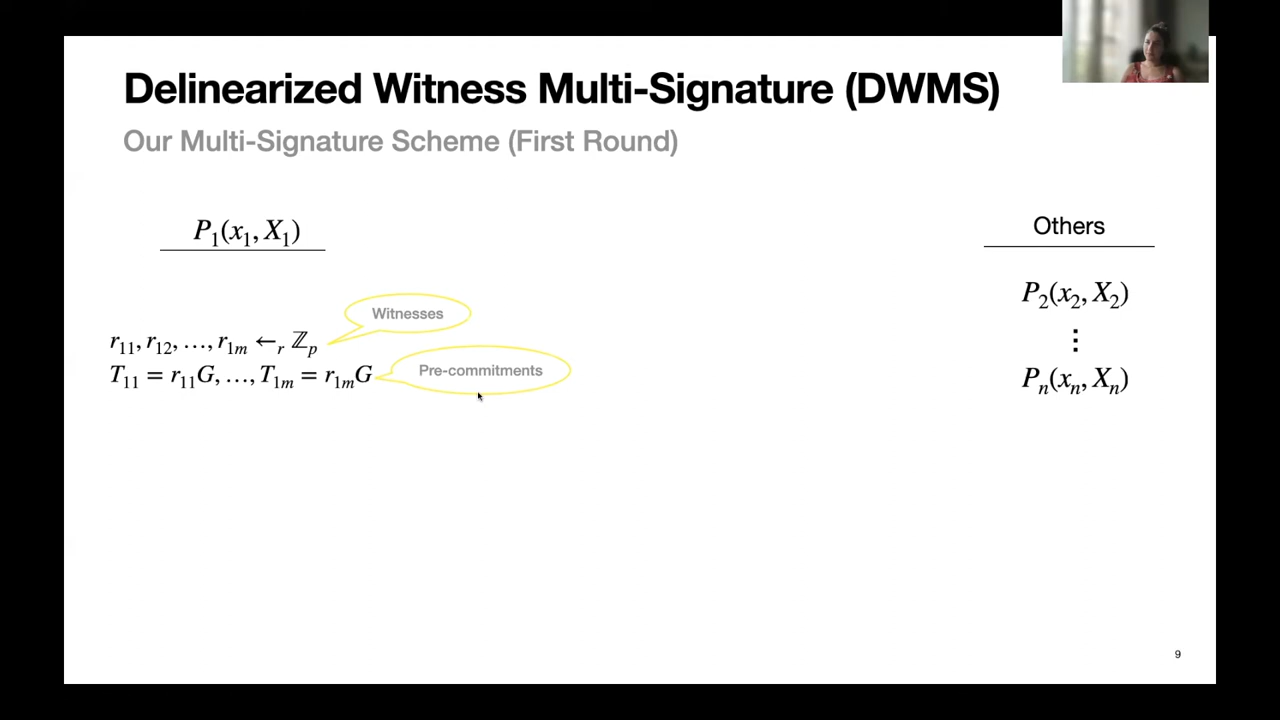 Delinearized Witness Multi-Signature (DWMS)
Our Multi-Signature Scheme (First Round)
P₁(x₁, X₁)
Others
P₂(x₂, X₂)
⋮
Pₙ(xₙ, Xₙ)
Witnesses
r₁₁, r₁₂, …, r₁ₘ ←ᵣ ℤₚ
Pre-commitments
T₁₁ = r₁₁G, …, T₁ₘ = r₁ₘG
9